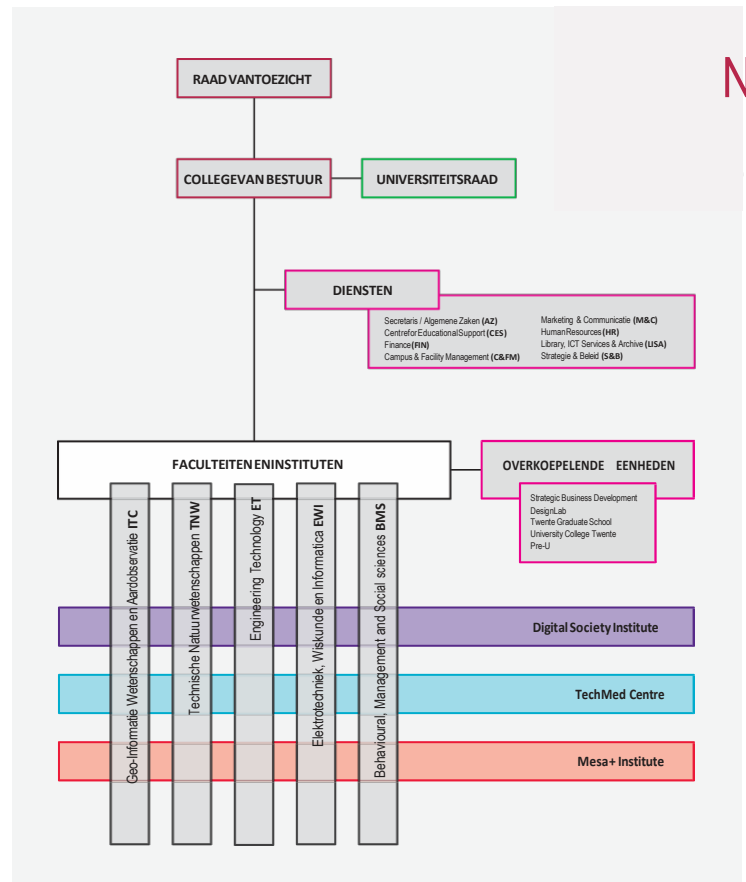 N
RAAD VANTOEZICHT
COLLEGEVAN BESTUUR
UNIVERSITEITSRAAD
DIENSTEN
Secretaris / Algemene Zaken (AZ)
Centrefor Educational Support (CES)
Finance (FIN)
Campus & Facility Management (C&FM)
Marketing & Communicatie (M&C)
Human Resources (HR)
Library, ICT Services & Archive (LISA)
Strategie & Beleid (S&B)
FACULTEITEN ENINSTITUTEN
OVERKOEPELENDE EENHEDEN
Strategic Business Development
DesignLab
Twente Graduate School
University College Twente
Pre-U
Geo-Informatie Wetenschappen en Aardobservatie ITC
Technische Natuurwetenschappen TNW
Engineering Technology ET
Elektrotechniek, Wiskunde en Informatica EWI
Behavioural, Management and Social sciences BMS
Digital Society Institute
TechMed Centre
Mesa+ Institute